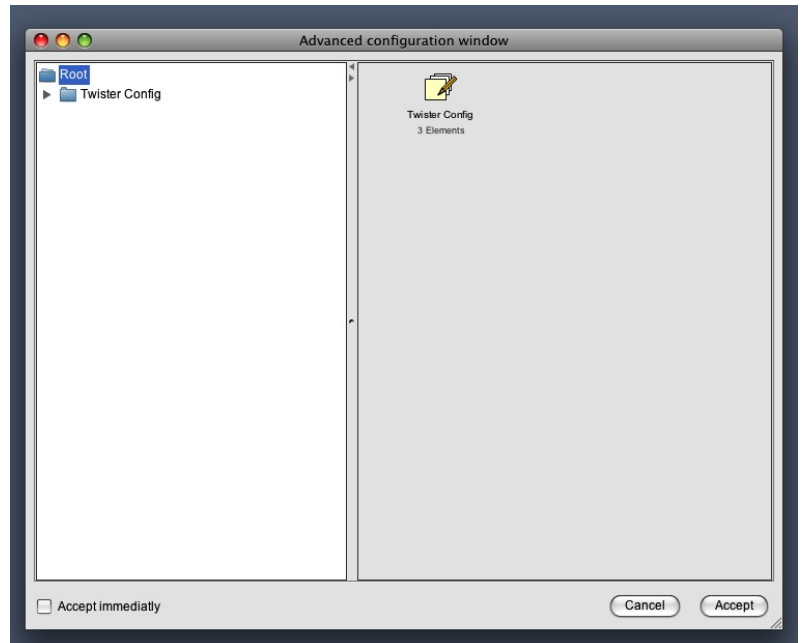 Advanced configuration window
Root
Twister Config
Twister Config
3 Elements
Accept immediatly
Cancel
Accept